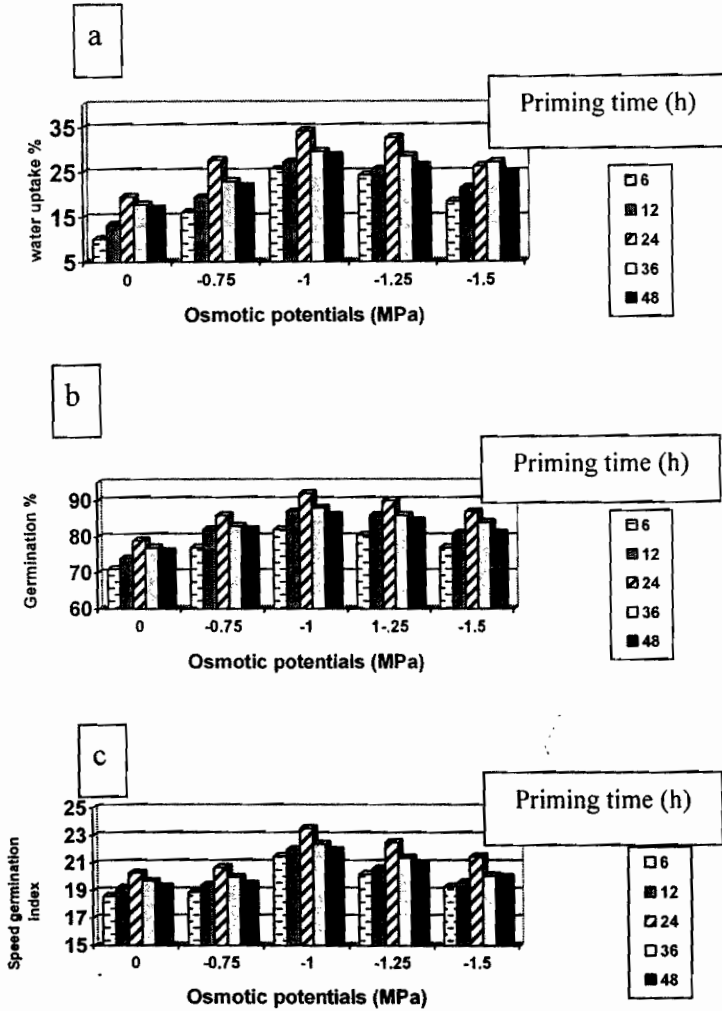 a
Priming time (h)
35
25
15
5
water uptake %
0 -0.75 -1 -1.25 -1.5
Osmotic potentials (MPa)
6
12
24
36
48
b
Priming time (h)
90
80
70
60
Germination %
0 -0.75 -1 1-.25 -1.5
Osmotic potentials (MPa)
6
12
24
36
48
c
Priming time (h)
25
23
21
19
17
15
Speed germination
index
0 -0.75 -1 -1.25 -1.5
Osmotic potentials (MPa)
6
12
24
36
48